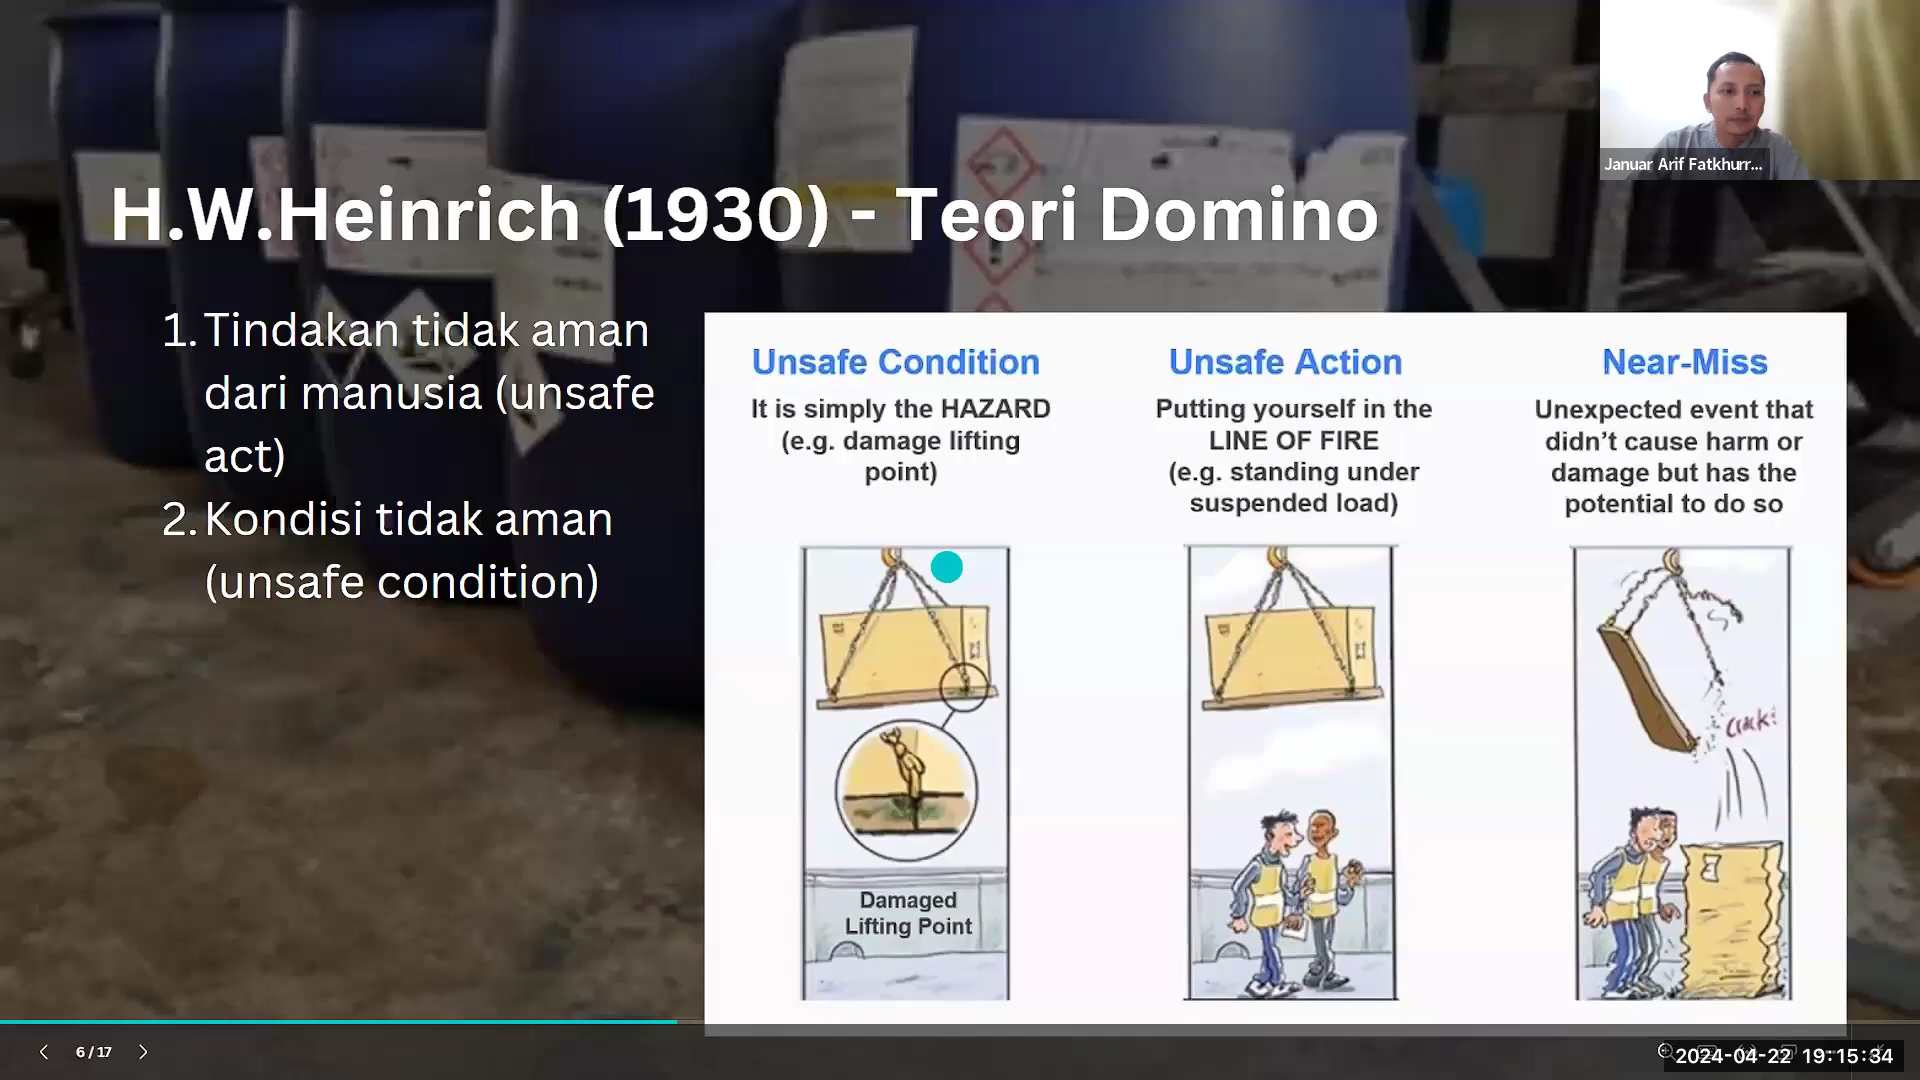 Januar Arif Fatkhurr...
H.W.Heinrich (1930) - Teori Domino
1. Tindakan tidak aman
dari manusia (unsafe
act)
2. Kondisi tidak aman
(unsafe condition)
Unsafe Condition
It is simply the HAZARD
(e.g. damage lifting
point)
Damaged
Lifting Point
Unsafe Action
Putting yourself in the
LINE OF FIRE
(e.g. standing under
suspended load)
Near-Miss
Unexpected event that
didn't cause harm or
damage but has the
potential to do so
Crack!
6 / 17
2024-04-22 19:15:34